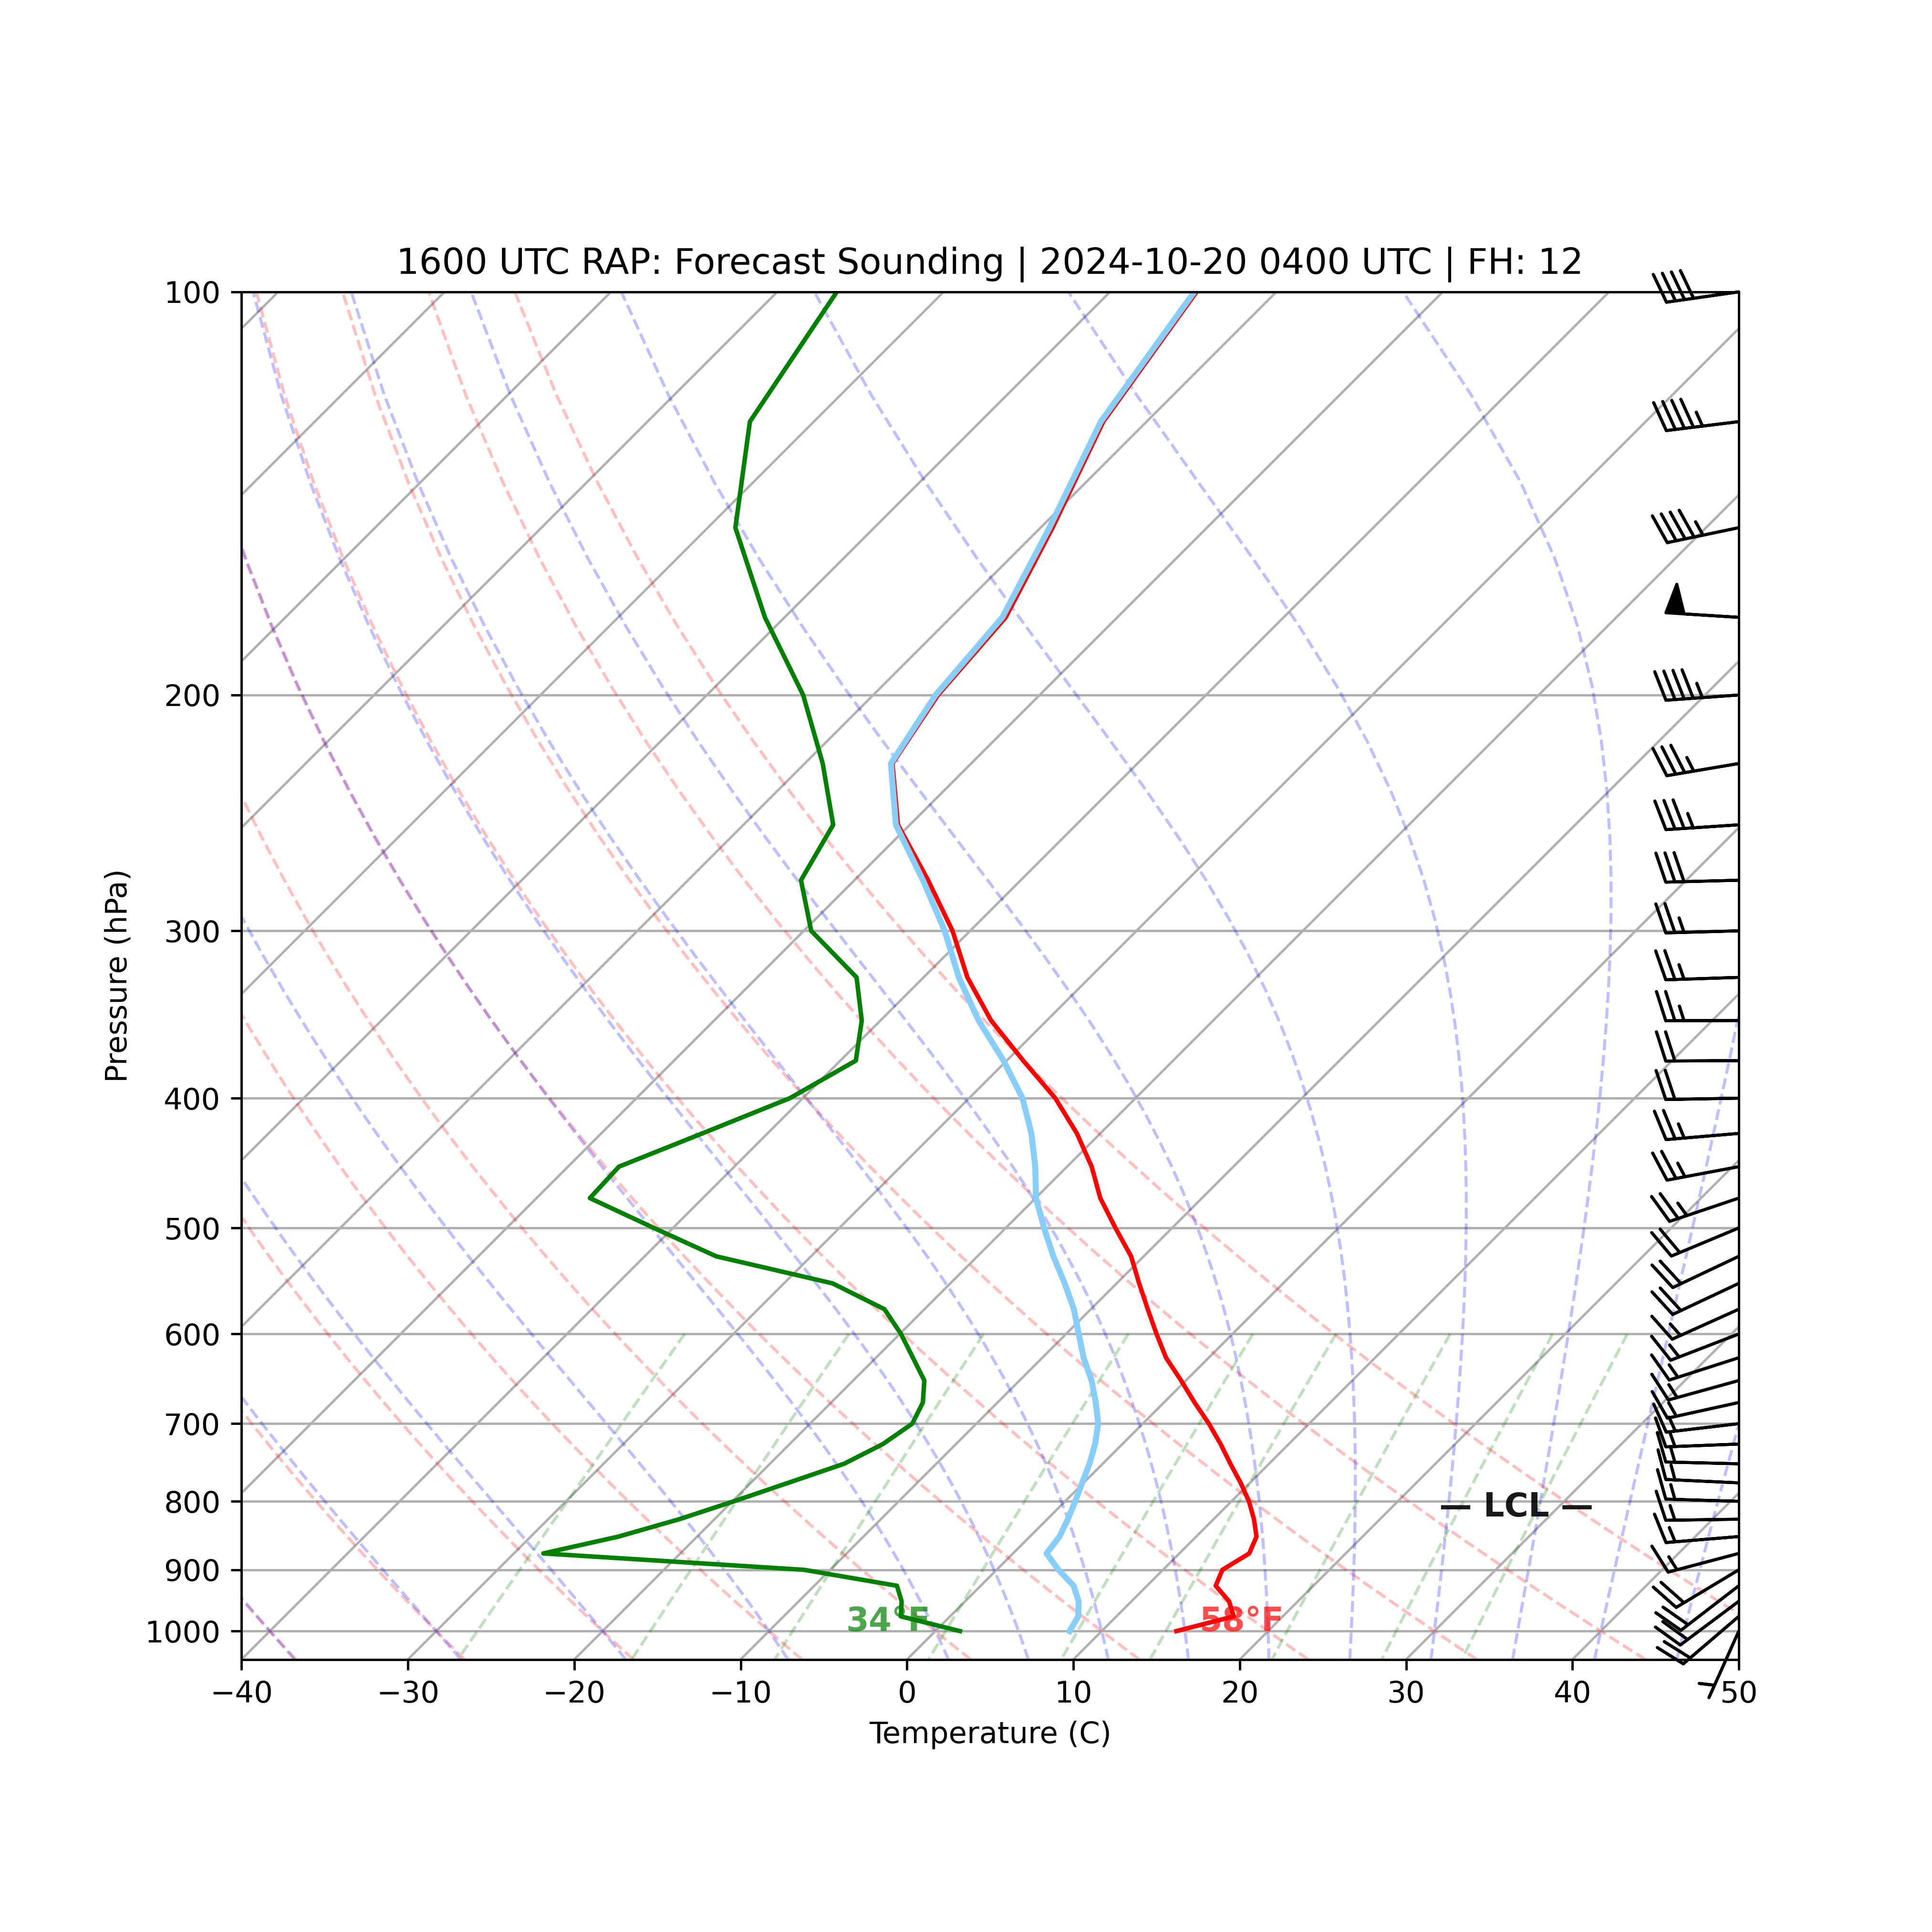 1600 UTC RAP: Forecast Sounding | 2024-10-20 0400 UTC | FH: 12
100
200
300
400
500
600
700
800
900
1000
Pressure (hPa)
— LCL —
34°F
58°F
−40 −30 −20 −10 0 10 20 30 40 50
Temperature (C)